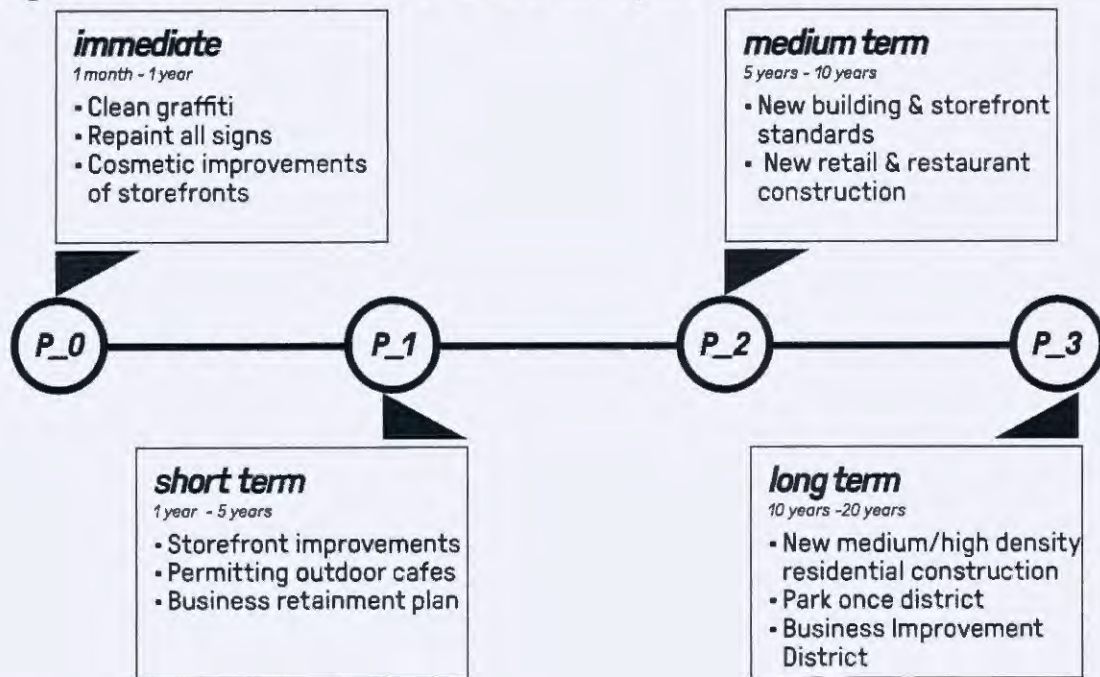 immediate
1 month - 1 year
▪ Clean graffiti
▪ Repaint all signs
▪ Cosmetic improvements
of storefronts
medium term
5 years - 10 years
▪ New building & storefront
standards
▪ New retail & restaurant
construction
P_0
P_1
P_2
P_3
short term
1 year - 5 years
▪ Storefront improvements
▪ Permitting outdoor cafes
▪ Business retainment plan
long term
10 years -20 years
▪ New medium/high density
residential construction
▪ Park once district
▪ Business Improvement
District